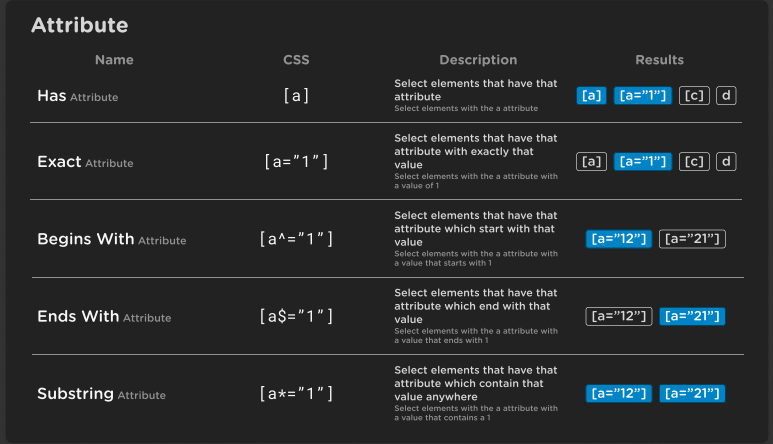 Attribute
Name CSS Description Results
Has Attribute
[a]
Select elements that have that
attribute
Select elements with the a attribute
[a] [a=”1”] [c] d
Exact Attribute
[a=”1”]
Select elements that have that
attribute with exactly that
value
Select elements with the a attribute with
a value of 1
[a] [a=”1”] [c] d
Begins With Attribute
[a^=”1”]
Select elements that have that
attribute which start with that
value
Select elements with the a attribute with
a value that starts with 1
[a=”12”] [a=”21”]
Ends With Attribute
[a$=”1”]
Select elements that have that
attribute which end with that
value
Select elements with the a attribute with
a value that ends with 1
[a=”12”] [a=”21”]
Substring Attribute
[a*=”1”]
Select elements that have that
attribute which contain that
value anywhere
Select elements with the a attribute with
a value that contains a 1
[a=”12”] [a=”21”]